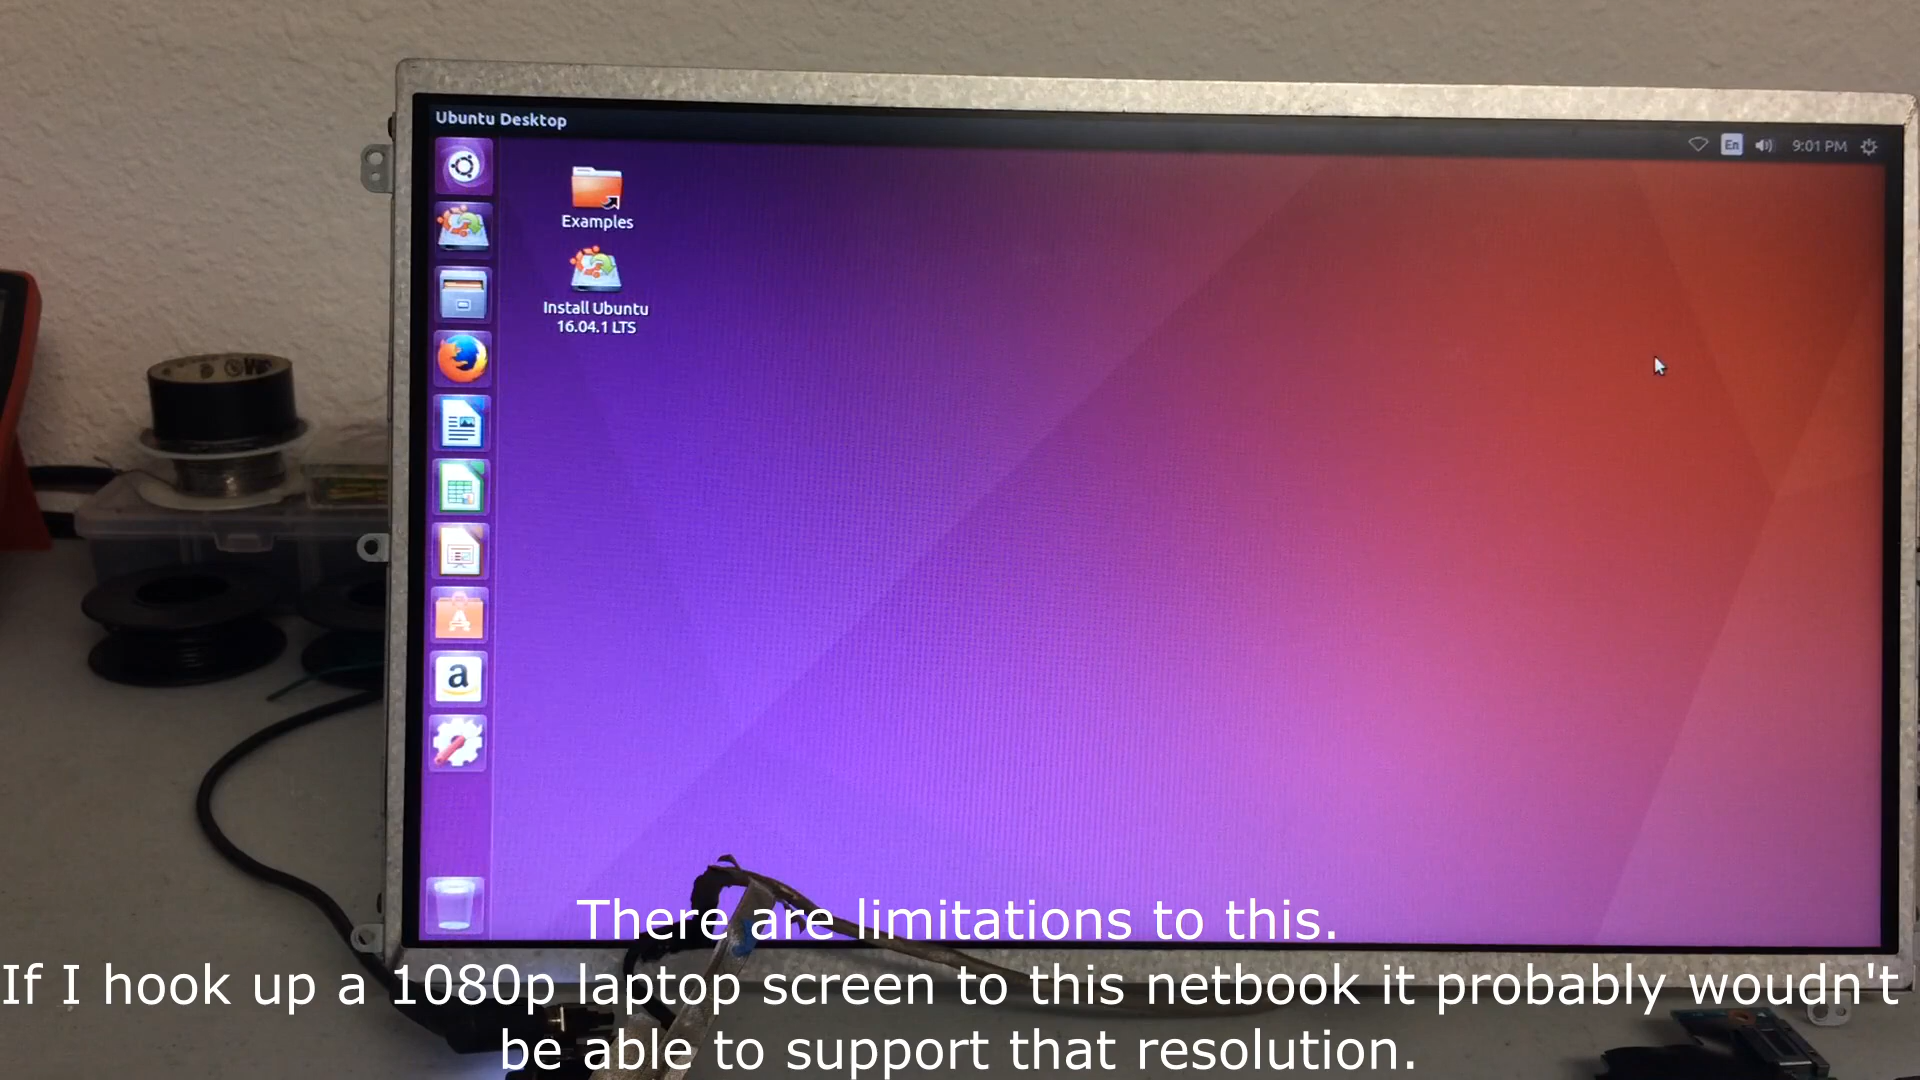 Ubuntu Desktop
En
9:01 PM
Examples
Install Ubuntu
16.04.1 LTS
a
There are limitations to this.
If I hook up a 1080p laptop screen to this netbook it probably woudn't
be able to support that resolution.